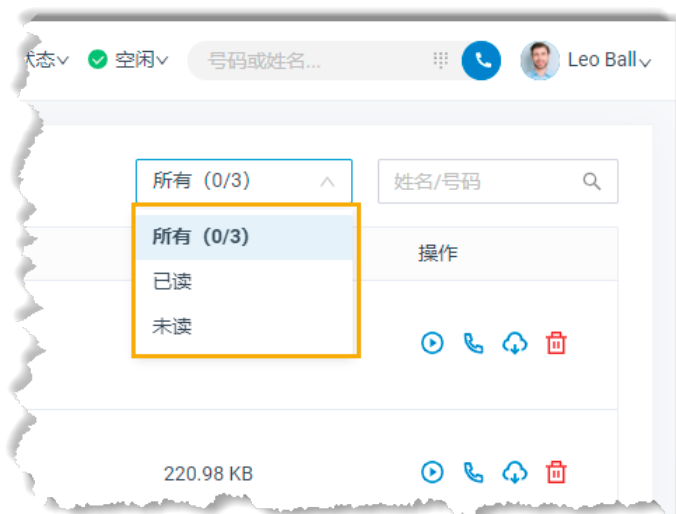 状态 空闲 号码或姓名... Leo Ball
所有（0/3） 姓名/号码
所有（0/3） 操作
已读
未读
220.98 KB